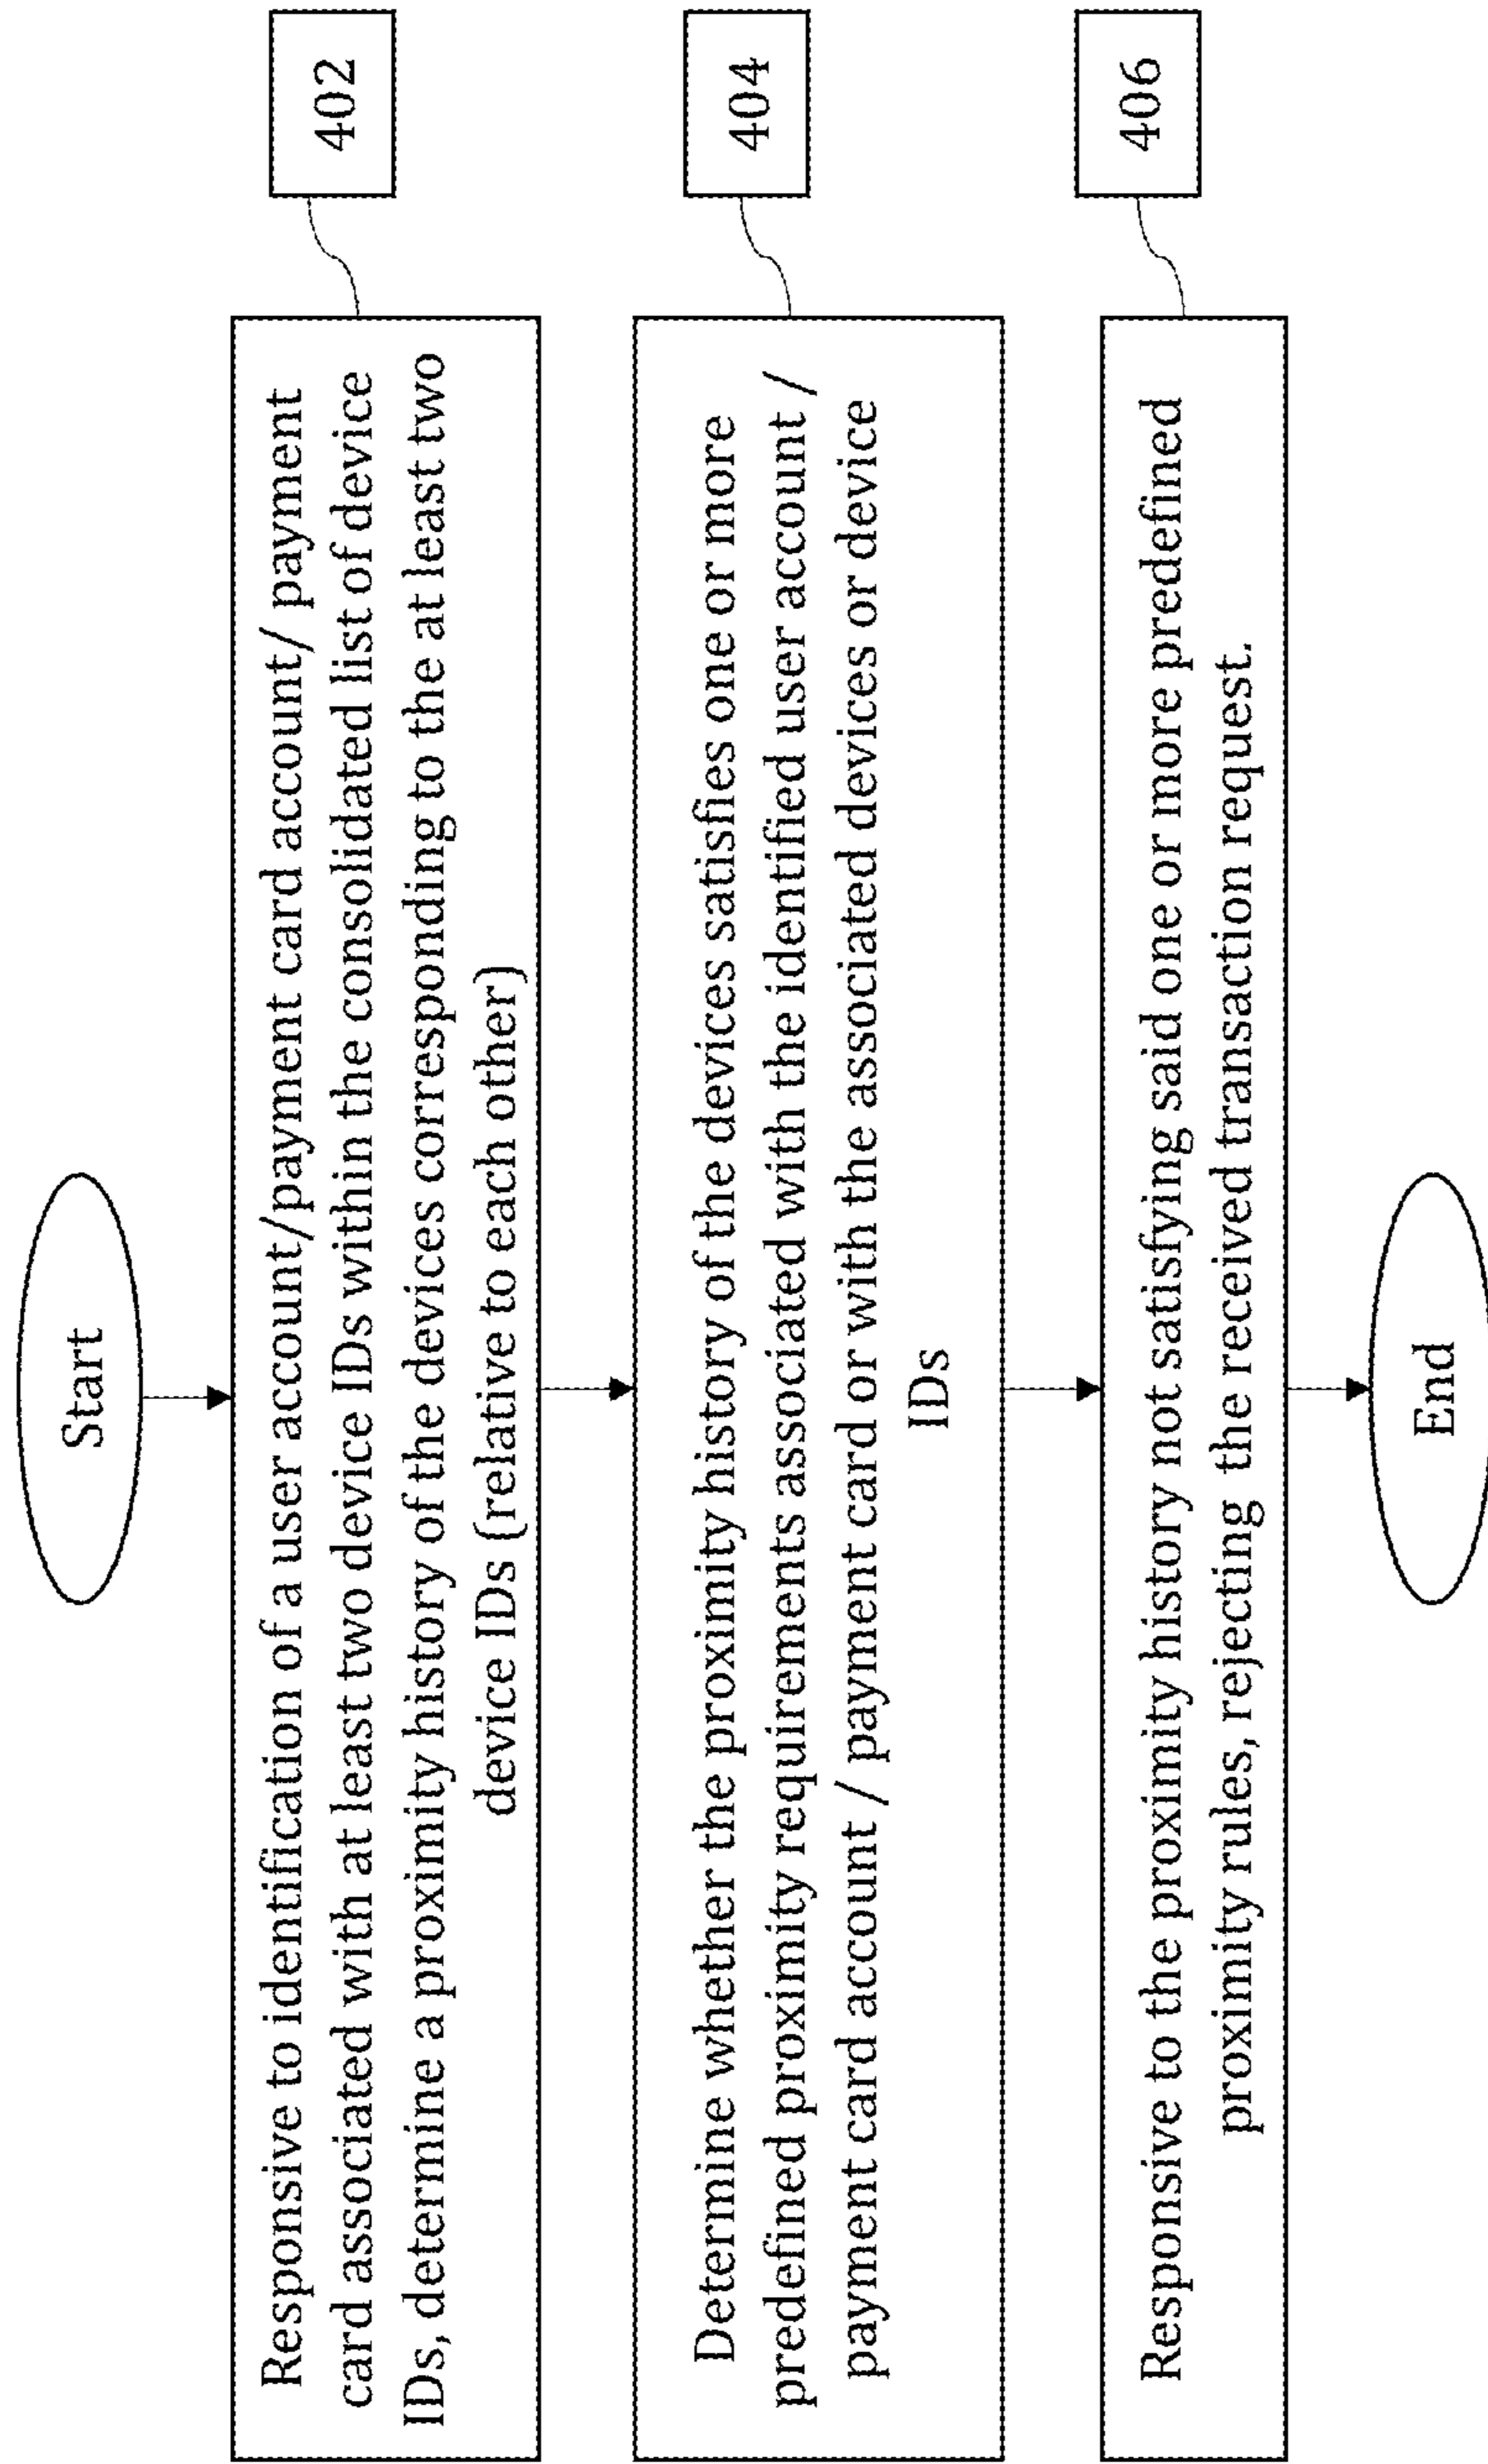 Start
Responsive to identification of a user account/payment card account/ payment
card associated with at least two device IDs within the consolidated list of device
IDs, determine a proximity history of the devices corresponding to the at least two
device IDs (relative to each other)
402
Determine whether the proximity history of the devices satisfies one or more
predefined proximity requirements associated with the identified user account /
payment card account / payment card or with the associated devices or device
IDs
404
Responsive to the proximity history not satisfying said one or more predefined
proximity rules, rejecting the received transaction request.
406
End